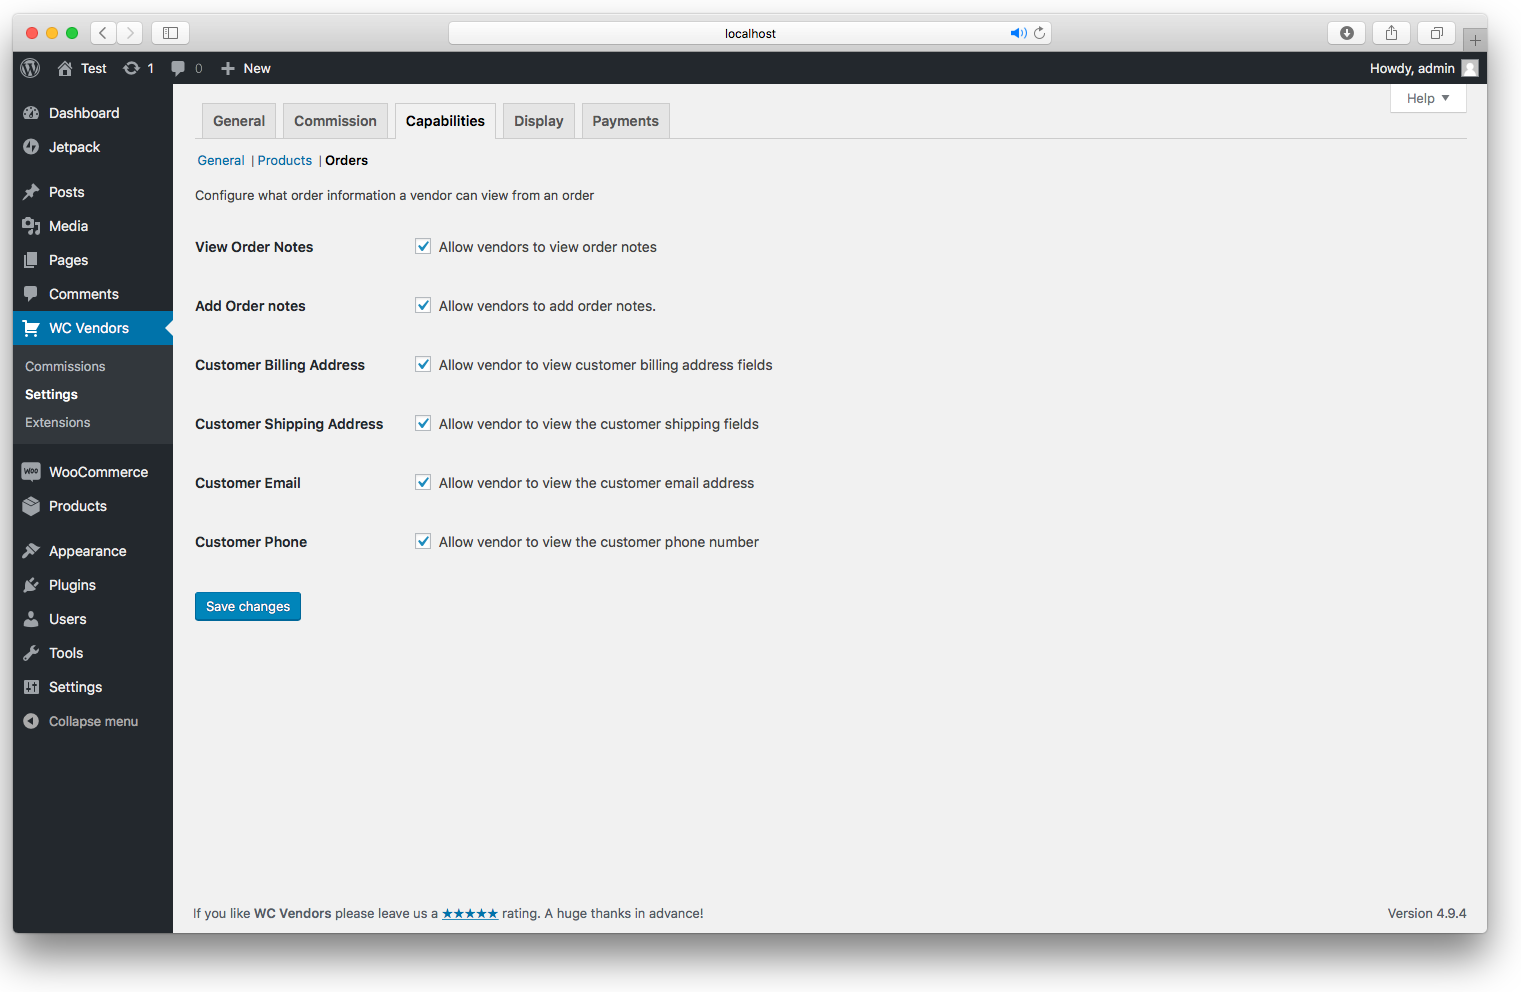 localhost
Test 1 0 New Howdy, admin
Help
Dashboard
Jetpack
Posts
Media
Pages
Comments
WC Vendors
Commissions
Settings
Extensions
WooCommerce
Products
Appearance
Plugins
Users
Tools
Settings
Collapse menu
General Commission Capabilities Display Payments
General | Products | Orders
Configure what order information a vendor can view from an order
View Order Notes Allow vendors to view order notes
Add Order notes Allow vendors to add order notes.
Customer Billing Address Allow vendor to view customer billing address fields
Customer Shipping Address Allow vendor to view the customer shipping fields
Customer Email Allow vendor to view the customer email address
Customer Phone Allow vendor to view the customer phone number
Save changes
If you like WC Vendors please leave us a ★★★★★ rating. A huge thanks in advance! Version 4.9.4